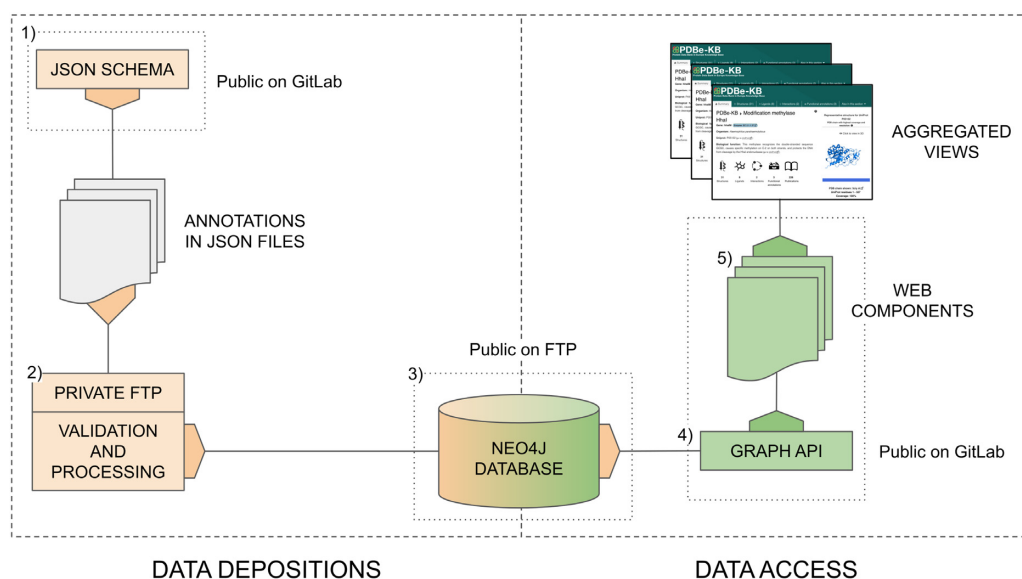 1)
JSON SCHEMA
Public on GitLab
ANNOTATIONS
IN JSON FILES
2)
PRIVATE FTP
VALIDATION
AND
PROCESSING
Public on FTP
3)
NEO4J
DATABASE
PDBe-KB
PDBe-KB
PDBe-KB
PDBe-KB
Modification methylase
HhaI
AGGREGATED
VIEWS
5)
WEB
COMPONENTS
4)
GRAPH API
Public on GitLab
DATA DEPOSITIONS
DATA ACCESS